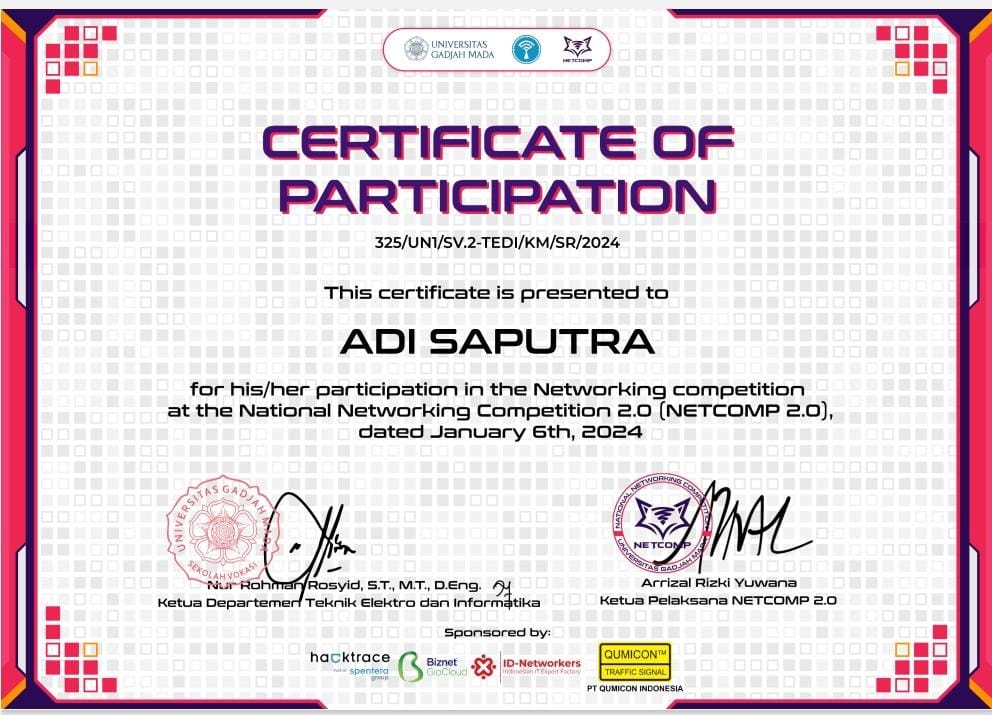 UNIVERSITAS
GADJAH MADA
NETCOMP
CERTIFICATE OF
PARTICIPATION
325/UN1/SV.2-TEDI/KM/SR/2024
This certificate is presented to
ADI SAPUTRA
for his/her participation in the Networking competition
at the National Networking Competition 2.0 (NETCOMP 2.0),
dated January 6th, 2024
UNIVERSITAS GADJAH MADA
SEKOLAH VOKASI
Nur Rohman Rosyid, S.T., M.T., D.Eng.
Ketua Departemen Teknik Elektro dan Informatika
NATIONAL NETWORKING COMPETITION
NETCOMP
UNIVERSITAS GADJAH MADA
Arrizal Rizki Yuwana
Ketua Pelaksana NETCOMP 2.0
Sponsored by:
hacktrace
part of spentera
group
Biznet
GioCloud
ID-Networkers
Indonesian IT Expert Factory
QUMICON™
TRAFFIC SIGNAL
PT QUMICON INDONESIA